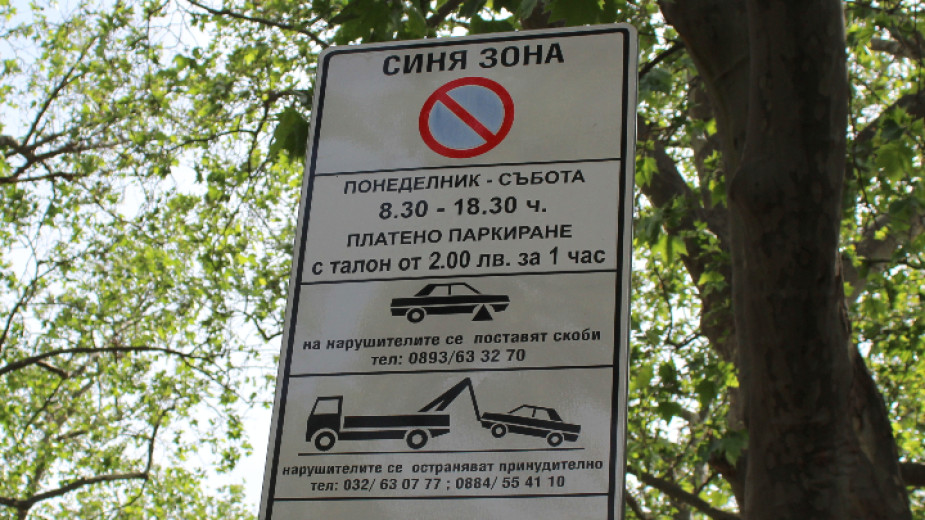 СИНЯ ЗОНА
ПОНЕДЕЛНИК - СЪБОТА
8.30 - 18.30 ч.
ПЛАТЕНО ПАРКИРАНЕ
с талон от 2.00 лв. за 1 час
на нарушителите се поставят скоби
тел: 0893/63 32 70
нарушителите се остраняват принудително
тел: 032/ 63 07 77 ; 0884/ 55 41 10